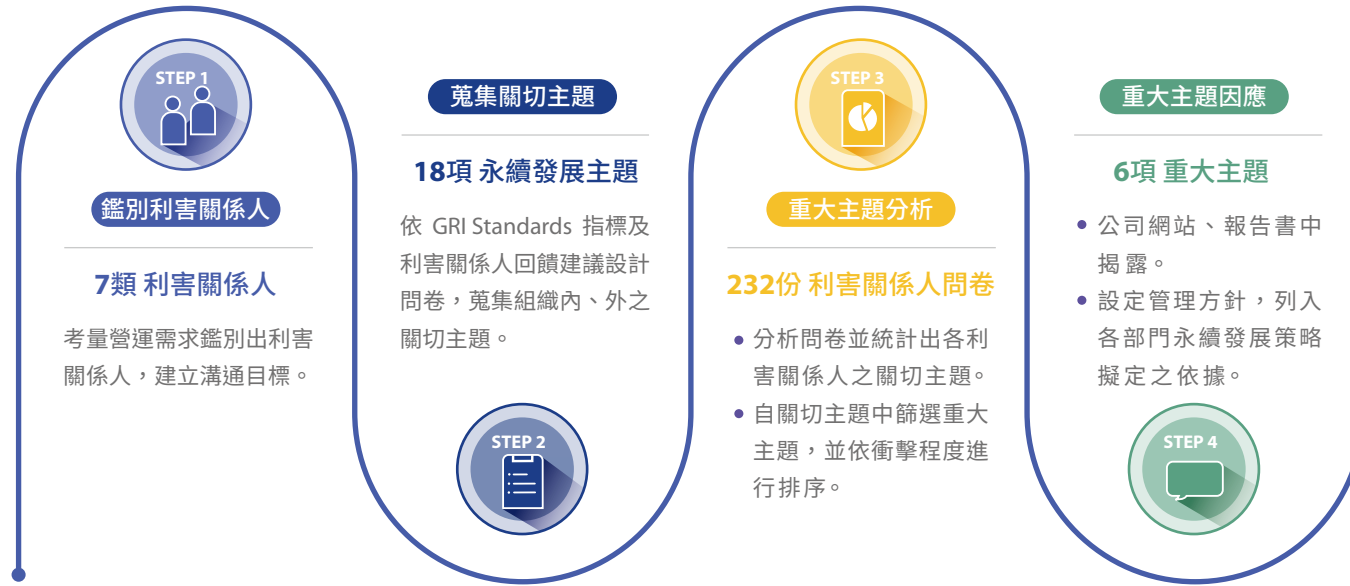 STEP 1
鑑別利害關係人
7類 利害關係人
考量營運需求鑑別出利害
關係人，建立溝通目標。
蒐集關切主題
18項 永續發展主題
依 GRI Standards 指標及
利害關係人回饋建議設計
問卷，蒐集組織內、外之
關切主題。
STEP 2
STEP 3
重大主題分析
232份 利害關係人問卷
• 分析問卷並統計出各利
害關係人之關切主題。
• 自關切主題中篩選重大
主題，並依衝擊程度進
行排序。
重大主題因應
6項 重大主題
• 公司網站、報告書中
揭露。
• 設定管理方針，列入
各部門永續發展策略
擬定之依據。
STEP 4